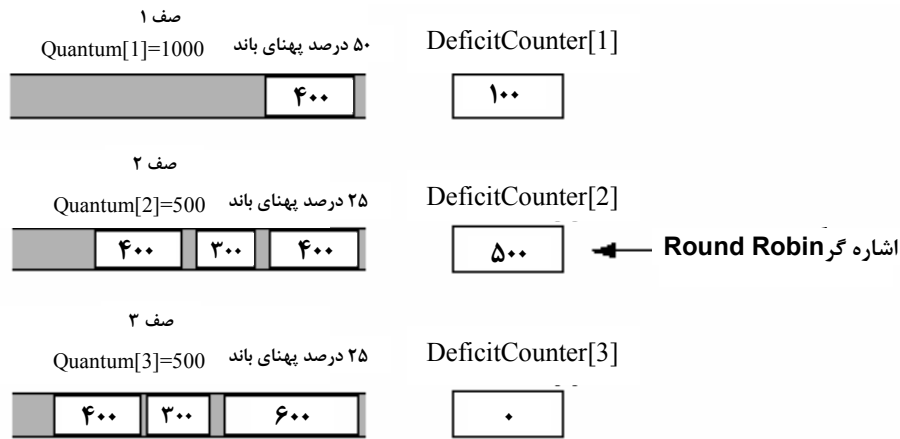 صف ۱
Quantum[1]=1000 ۵۰ درصد پهنای باند DeficitCounter[1]
۴۰۰ ۱۰۰
صف ۲
Quantum[2]=500 ۲۵ درصد پهنای باند DeficitCounter[2]
۴۰۰ ۳۰۰ ۴۰۰ ۵۰۰ اشاره گر Round Robin
صف ۳
Quantum[3]=500 ۲۵ درصد پهنای باند DeficitCounter[3]
۴۰۰ ۳۰۰ ۶۰۰ ۰